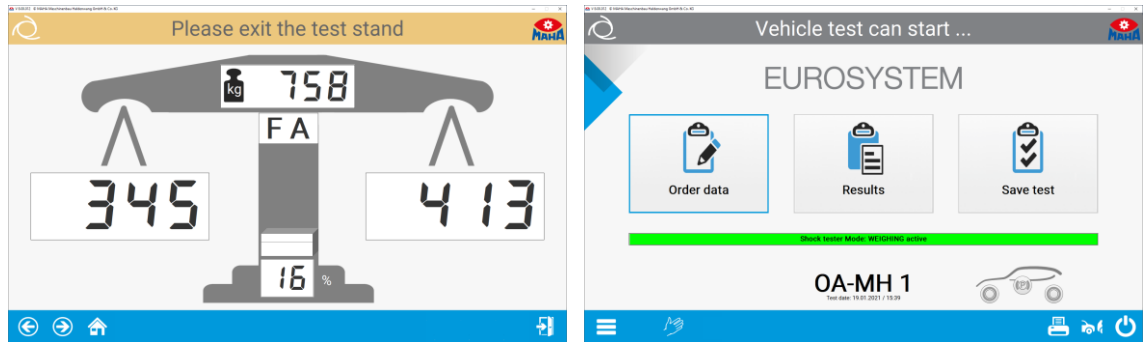 Please exit the test stand
MAHA
kg 758
FA
345
413
16 %
Vehicle test can start ...
MAHA
EUROSYSTEM
Order data
Results
Save test
Shock tester Mode: WEIGHING active
OA-MH 1
Test date: 19.01.2021 / 15:39
(P)